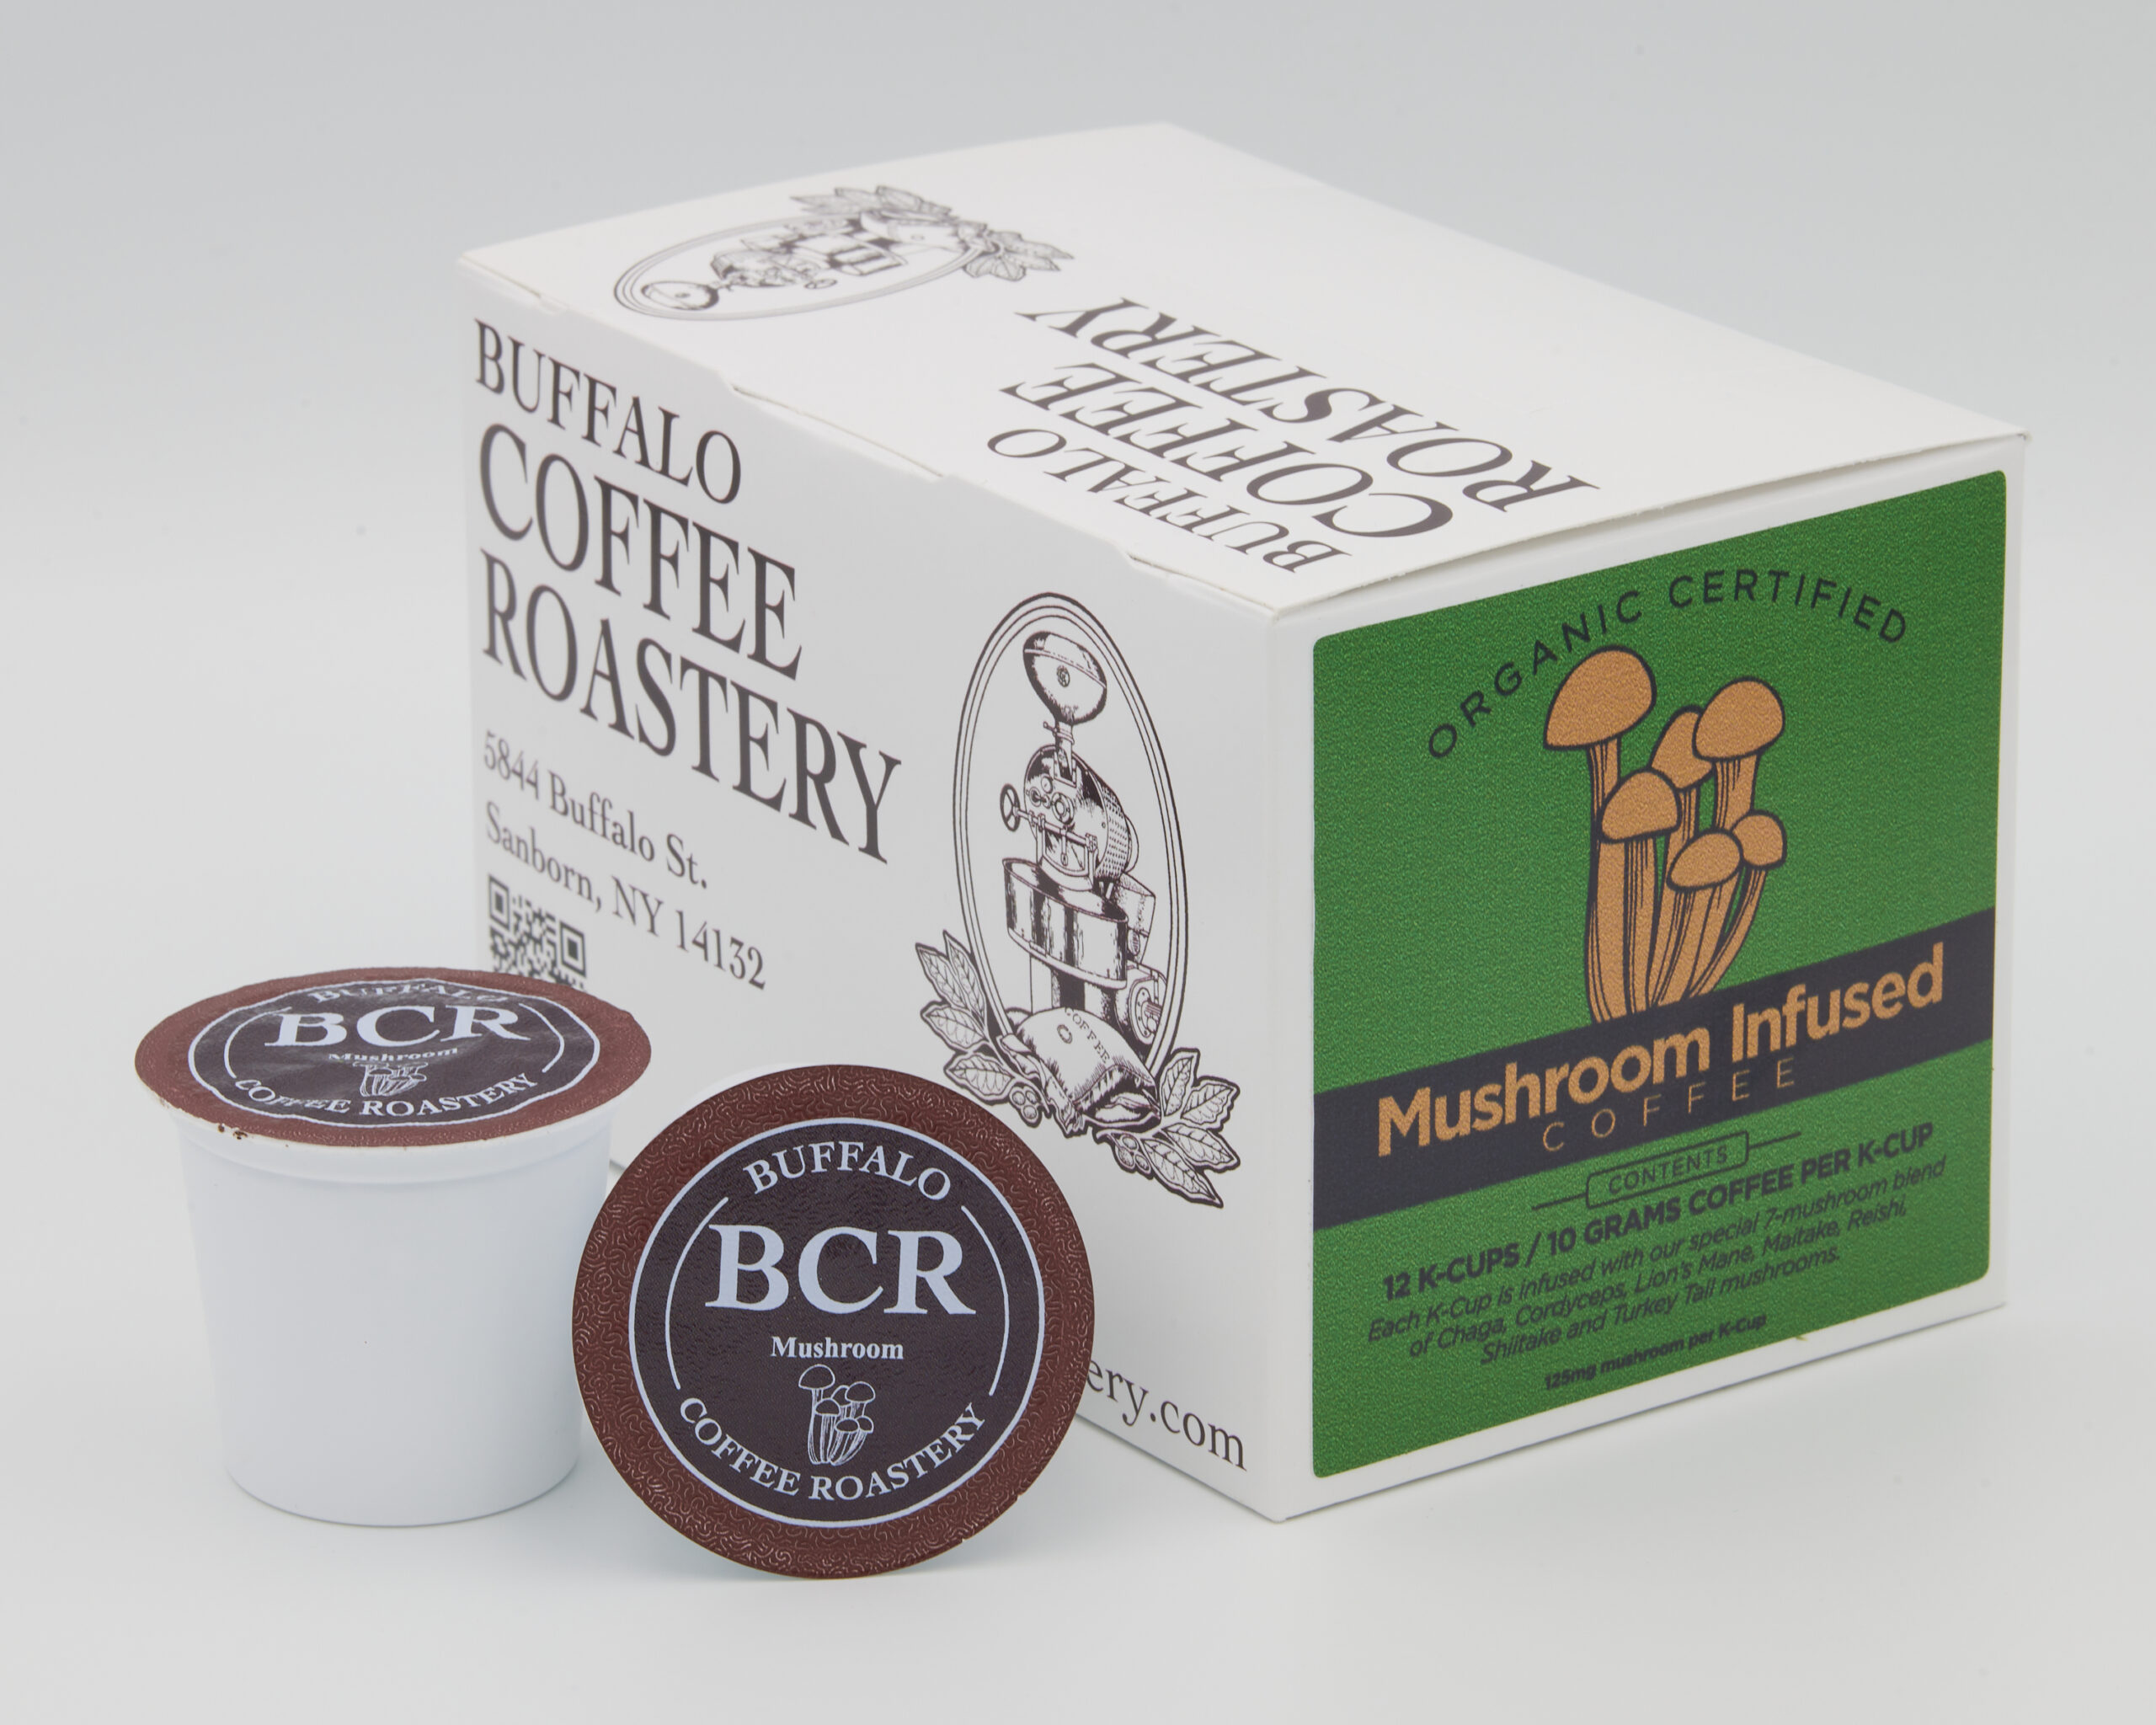 BUFFALO
COFFEE
ROASTERY
BUFFALO
COFFEE
ROASTERY
5844 Buffalo St.
Sanborn, NY 14132
COFFEE
ery.com
ORGANIC CERTIFIED
Mushroom Infused
COFFEE
CONTENTS
12 K-CUPS / 10 GRAMS COFFEE PER K-CUP
Each K-Cup is infused with our special 7-mushroom blend
of Chaga, Cordyceps, Lion's Mane, Maitake, Reishi,
Shiitake and Turkey Tail mushrooms.
125mg mushroom per K-Cup
BUFFALO
BCR
Mushroom
COFFEE ROASTERY
BUFFALO
BCR
Mushroom
COFFEE ROASTERY